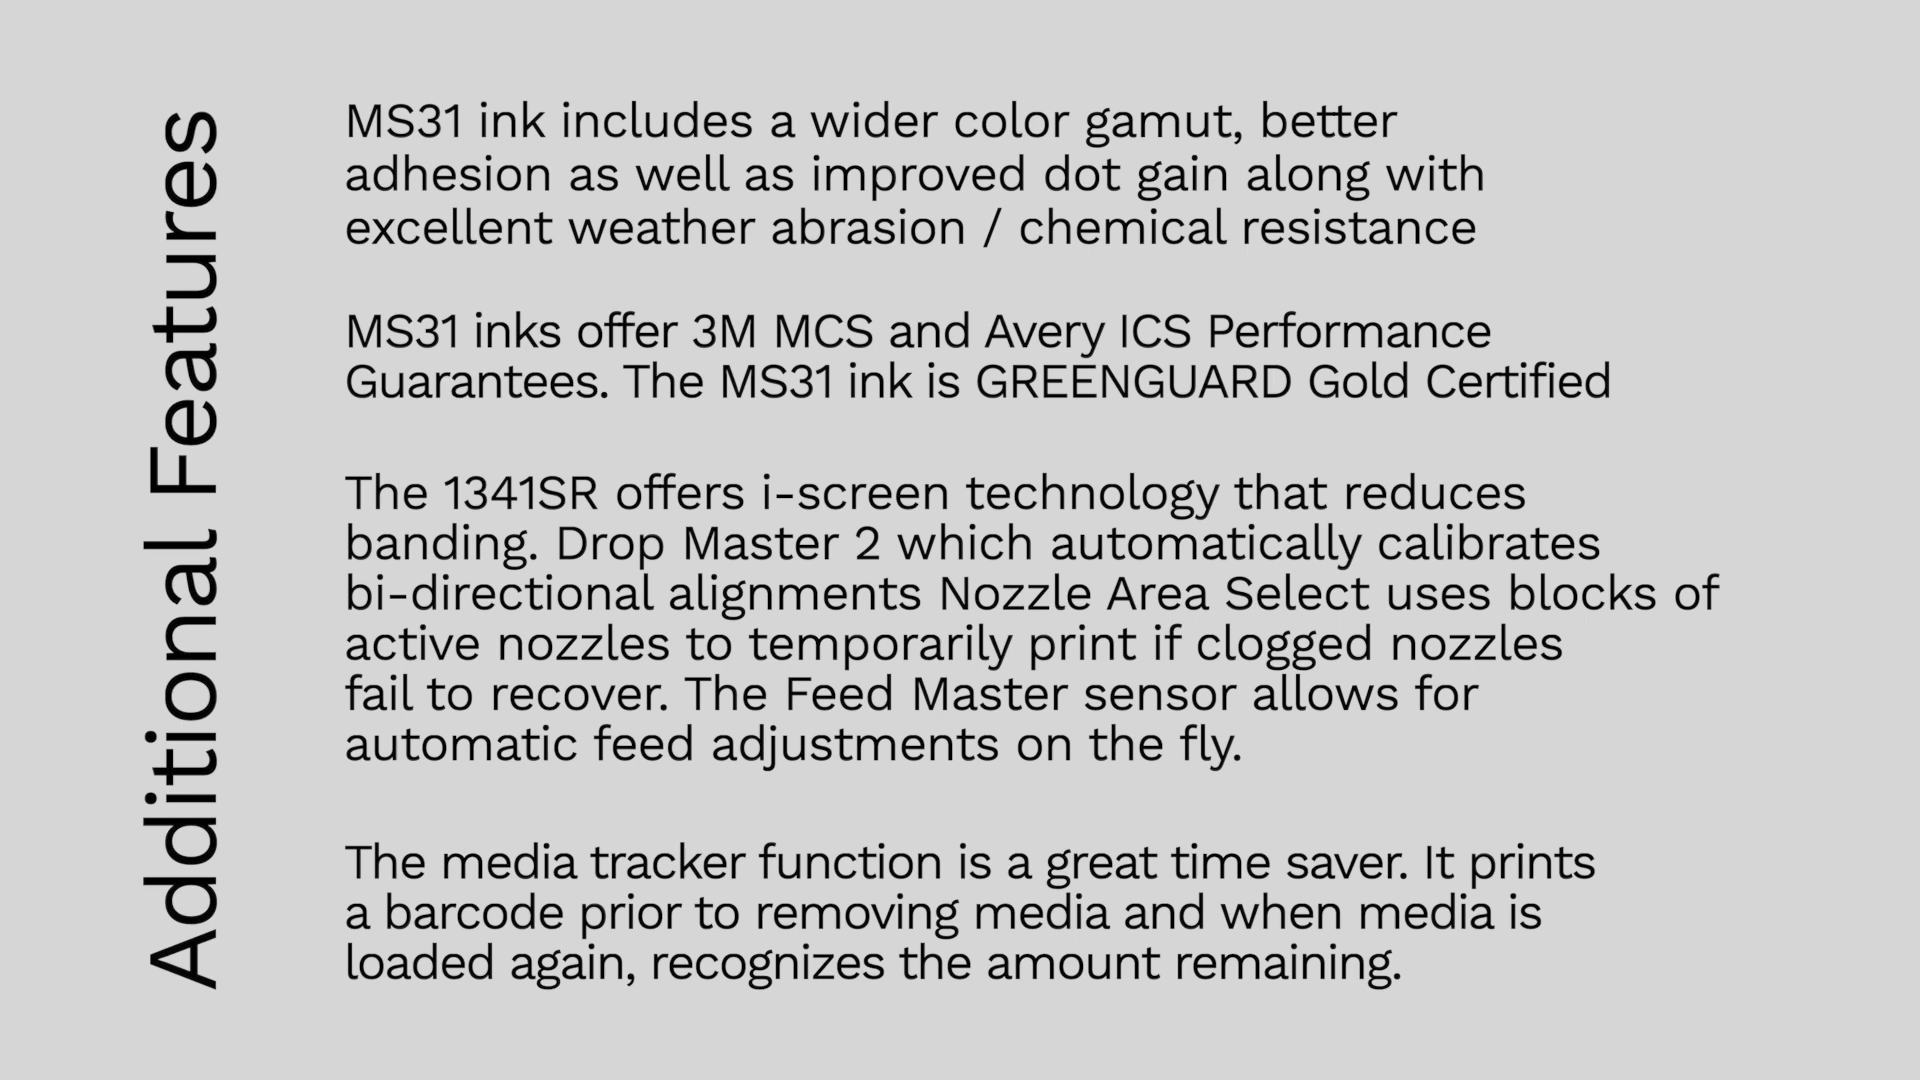 Additional Features
MS31 ink includes a wider color gamut, better
adhesion as well as improved dot gain along with
excellent weather abrasion / chemical resistance
MS31 inks offer 3M MCS and Avery ICS Performance
Guarantees. The MS31 ink is GREENGUARD Gold Certified
The 1341SR offers i-screen technology that reduces
banding. Drop Master 2 which automatically calibrates
bi-directional alignments Nozzle Area Select uses blocks of
active nozzles to temporarily print if clogged nozzles
fail to recover. The Feed Master sensor allows for
automatic feed adjustments on the fly.
The media tracker function is a great time saver. It prints
a barcode prior to removing media and when media is
loaded again, recognizes the amount remaining.